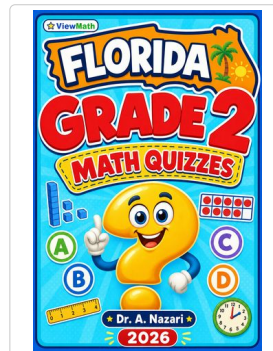 ViewMath
FLORIDA
GRADE 2
MATH QUIZZES
A
B
C
D
Dr. A. Nazari
2026